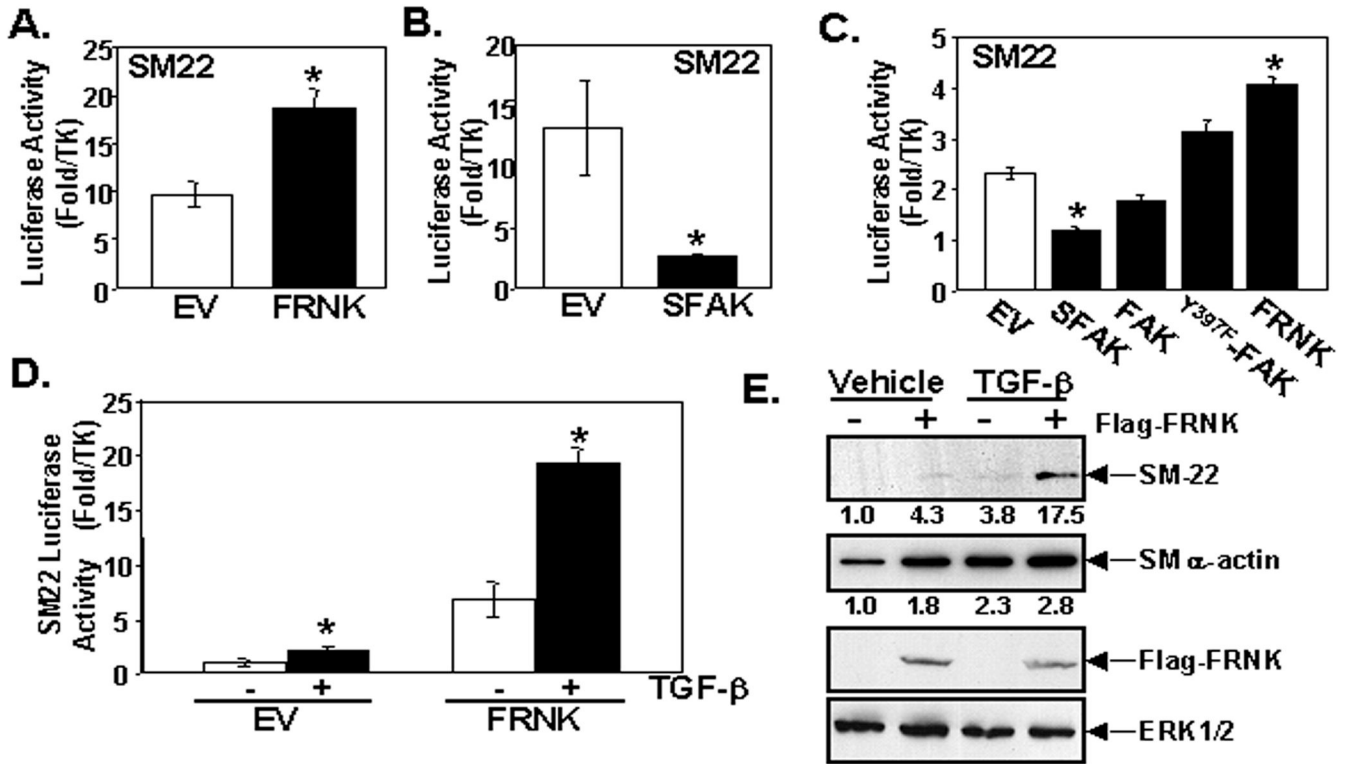 A.
SM22
*
Luciferase Activity
(Fold/TK)
25
20
15
10
5
0
EV FRNK
B.
SM22
*
Luciferase Activity
(Fold/TK)
20
15
10
5
0
EV SFAK
C.
SM22
*
*
Luciferase Activity
(Fold/TK)
5
4
3
2
1
0
EV SFAK FAK Y397F-FAK FRNK
D.
SM22 Luciferase
Activity (Fold/TK)
25
20
15
10
5
0
*
*
- + - + TGF-β
EV FRNK
E.
Vehicle TGF-β
- + - + Flag-FRNK
SM-22
1.0 4.3 3.8 17.5
SM α-actin
1.0 1.8 2.3 2.8
Flag-FRNK
ERK1/2